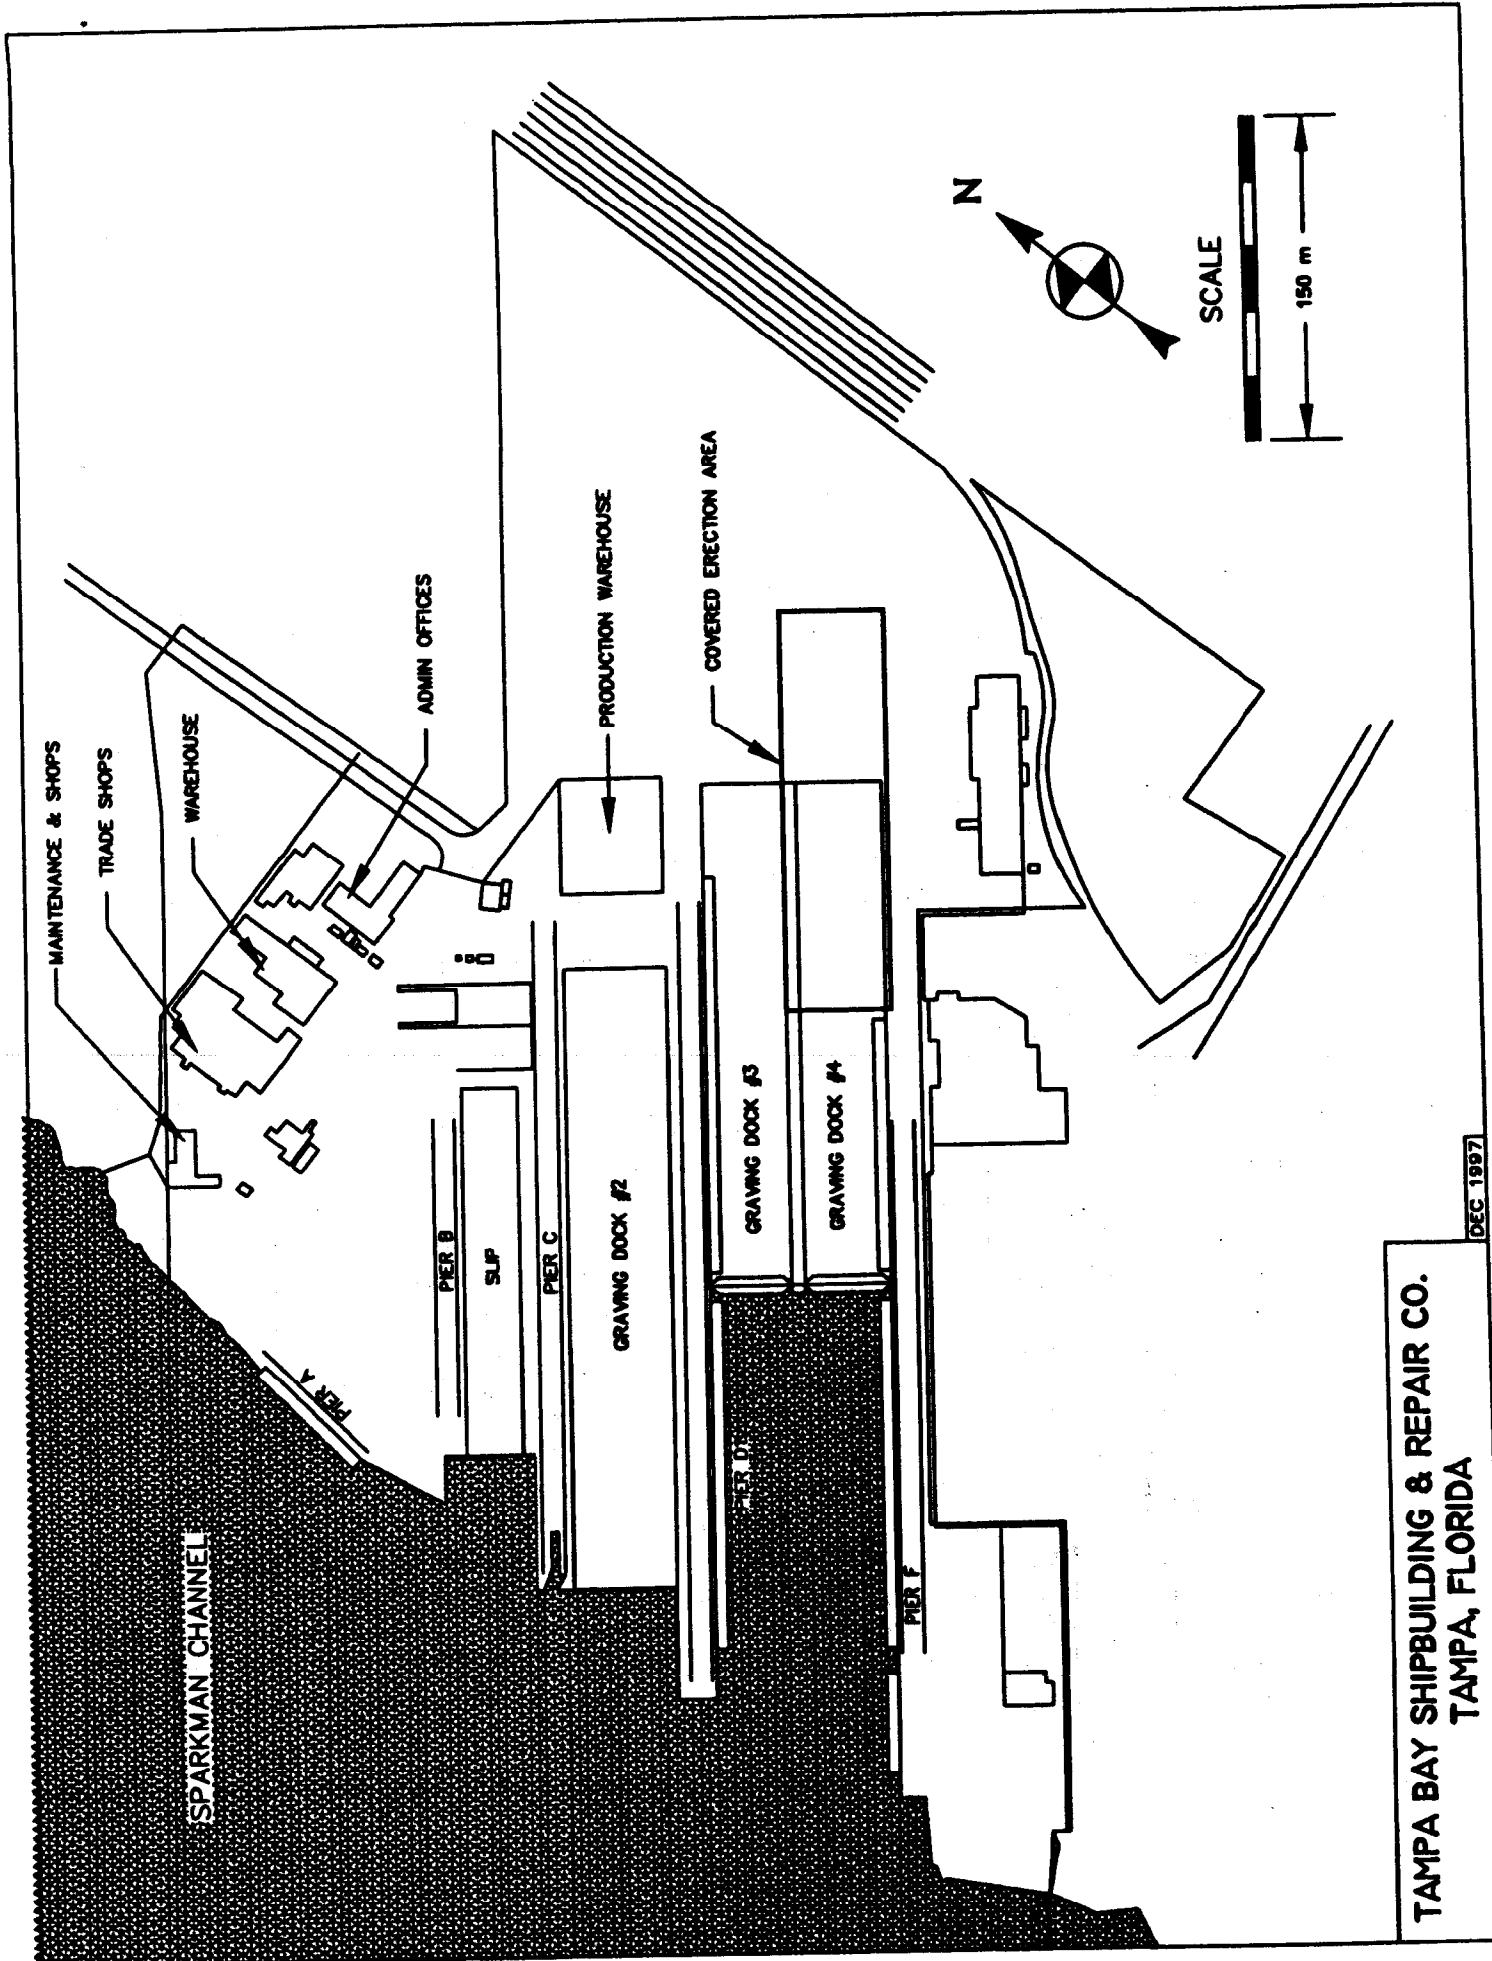 SPARKMAN CHANNEL
MAINTENANCE & SHOPS
TRADE SHOPS
WAREHOUSE
ADMIN OFFICES
PIER A
PIER B
SLIP
PIER C
GRAVING DOCK #2
PRODUCTION WAREHOUSE
COVERED ERECTION AREA
PIER D
GRAVING DOCK #3
GRAVING DOCK #4
PIER F
N
SCALE
150 m
DEC 1997
TAMPA BAY SHIPBUILDING & REPAIR CO.
TAMPA, FLORIDA